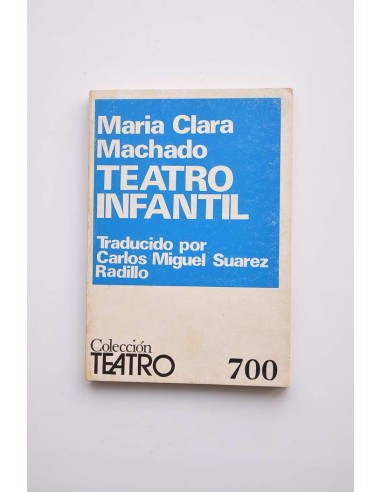 Maria Clara
Machado
TEATRO
INFANTIL
Traducido por
Carlos Miguel Suarez
Radillo
Colección
TEATRO
700